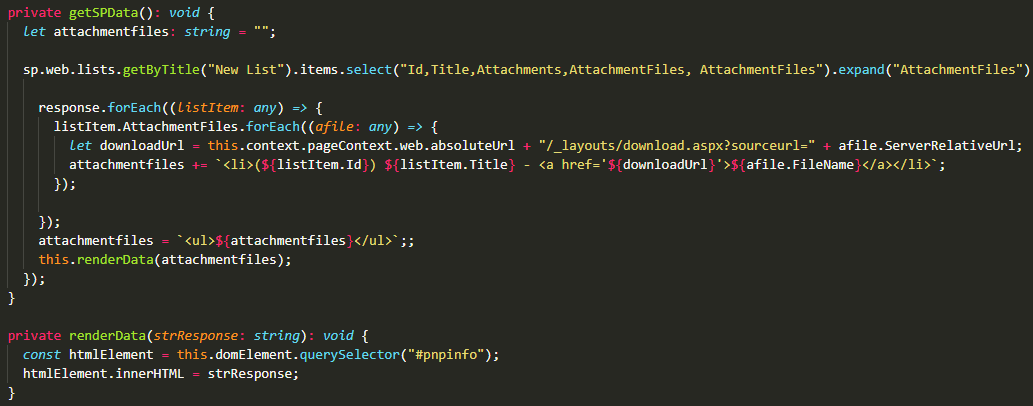 private getSPData(): void {
let attachmentfiles: string = "";
sp.web.lists.getByTitle("New List").items.select("Id,Title,Attachments,AttachmentFiles, AttachmentFiles").expand("AttachmentFiles")
response.forEach((listItem: any) => {
listItem.AttachmentFiles.forEach((afile: any) => {
let downloadUrl = this.context.pageContext.web.absoluteUrl + "/_layouts/download.aspx?sourceurl=" + afile.ServerRelativeUrl;
attachmentfiles += `<li>(${listItem.Id}) ${listItem.Title} - <a href='${downloadUrl}'>${afile.FileName}</a></li>`;
});
});
attachmentfiles = `<ul>${attachmentfiles}</ul>`;;
this.renderData(attachmentfiles);
});
}
private renderData(strResponse: string): void {
const htmlElement = this.domElement.querySelector("#pnpinfo");
htmlElement.innerHTML = strResponse;
}